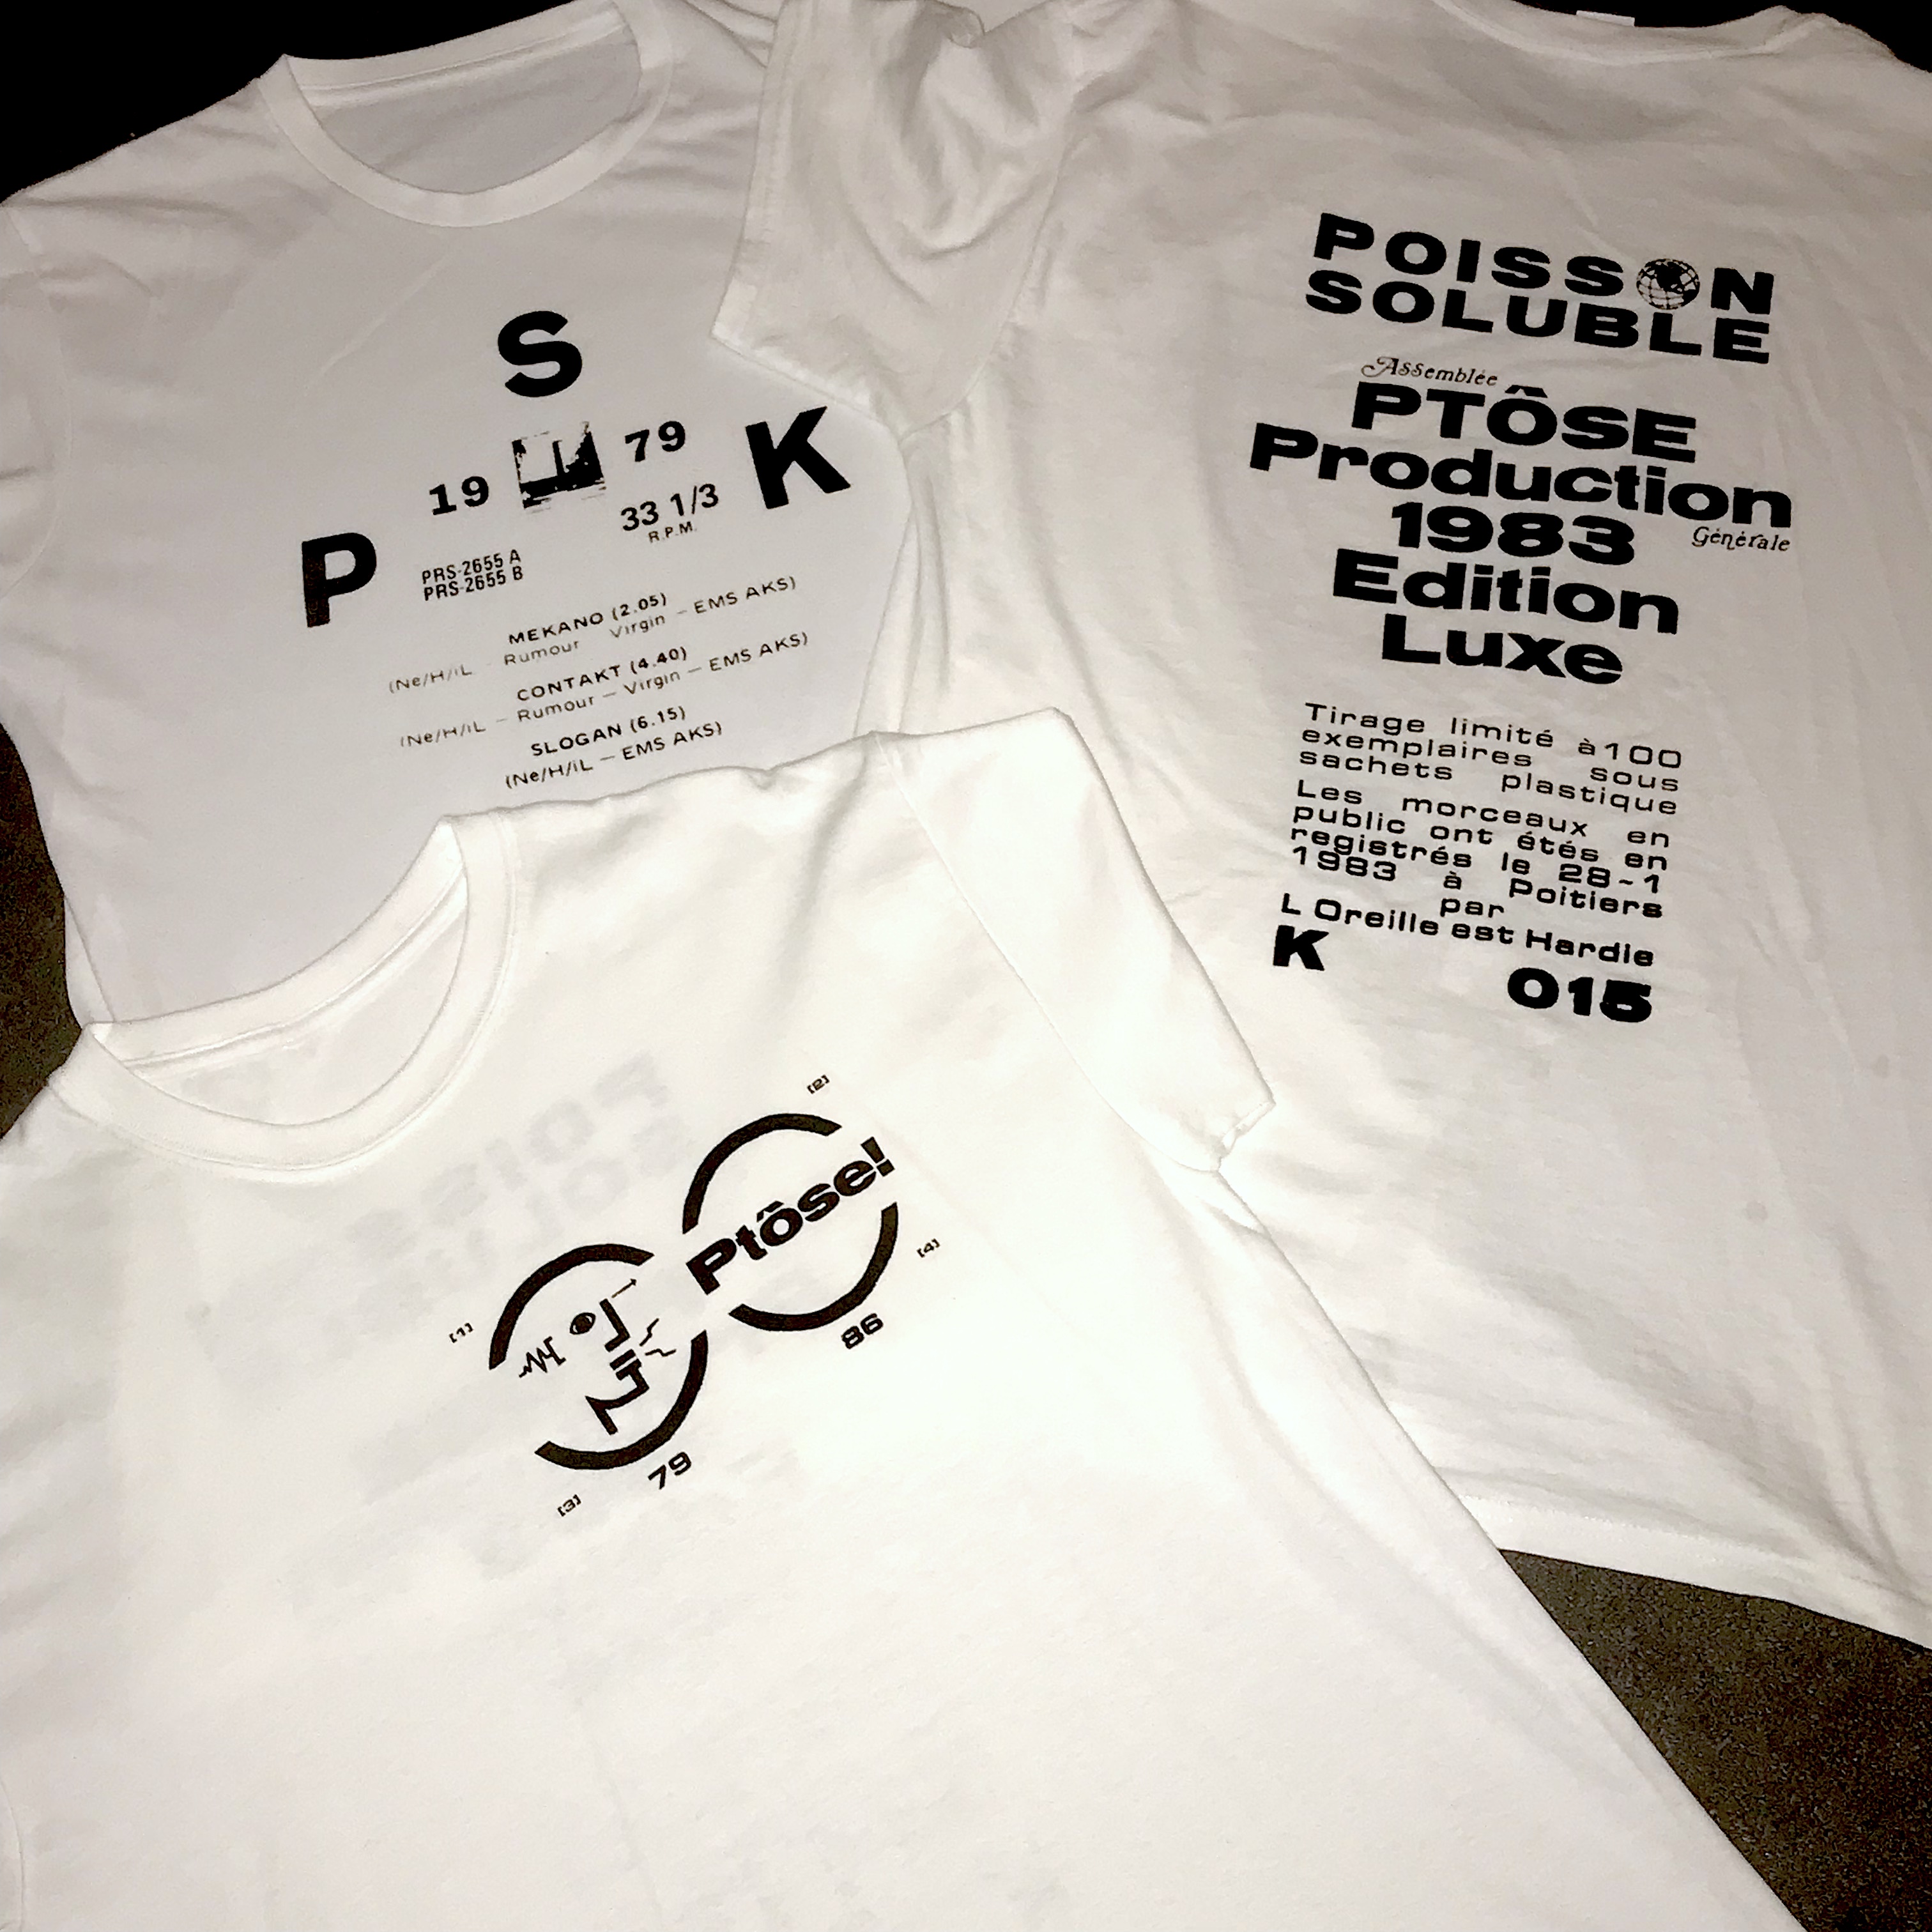 S
P
K
19
79
33 1/3
R.P.M.
PRS-2655 A
PRS-2655 B
MEKANO (2.05)
(Ne/H/iL – Rumour – Virgin – EMS AKS)
CONTAKT (4.40)
(Ne/H/iL – Rumour – Virgin – EMS AKS)
SLOGAN (6.15)
(Ne/H/iL – EMS AKS)
POISSON
SOLUBLE
Assemblée
PTÔSE
Production
1983
Générale
Edition
Luxe
Tirage limité à100
exemplaires sous
sachets plastique
Les morceaux en
public ont étés en
registrés le 28-1
1983 à Poitiers
par
L Oreille est Hardie
K 015
[1]
[2]
Ptôse!
[4]
86
79
[3]